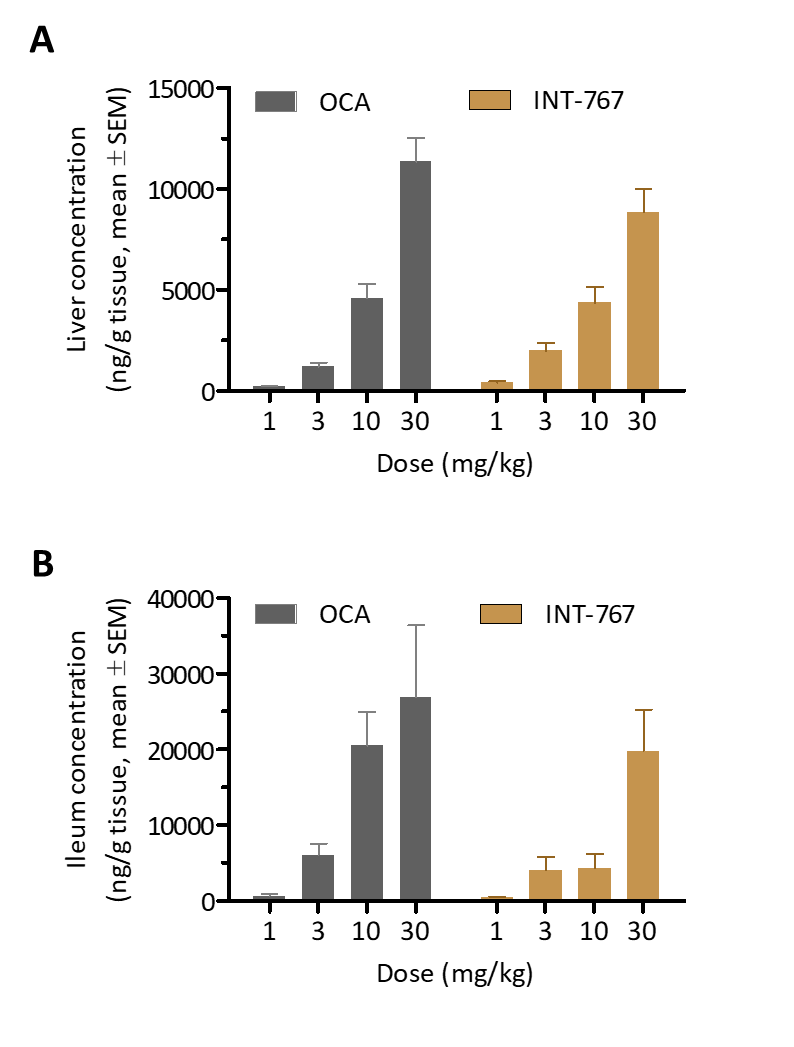 A
Liver concentration
(ng/g tissue, mean ± SEM)
15000
10000
5000
0
OCA
INT-767
1 3 10 30 1 3 10 30
Dose (mg/kg)
B
Ileum concentration
(ng/g tissue, mean ± SEM)
40000
30000
20000
10000
0
OCA
INT-767
1 3 10 30 1 3 10 30
Dose (mg/kg)